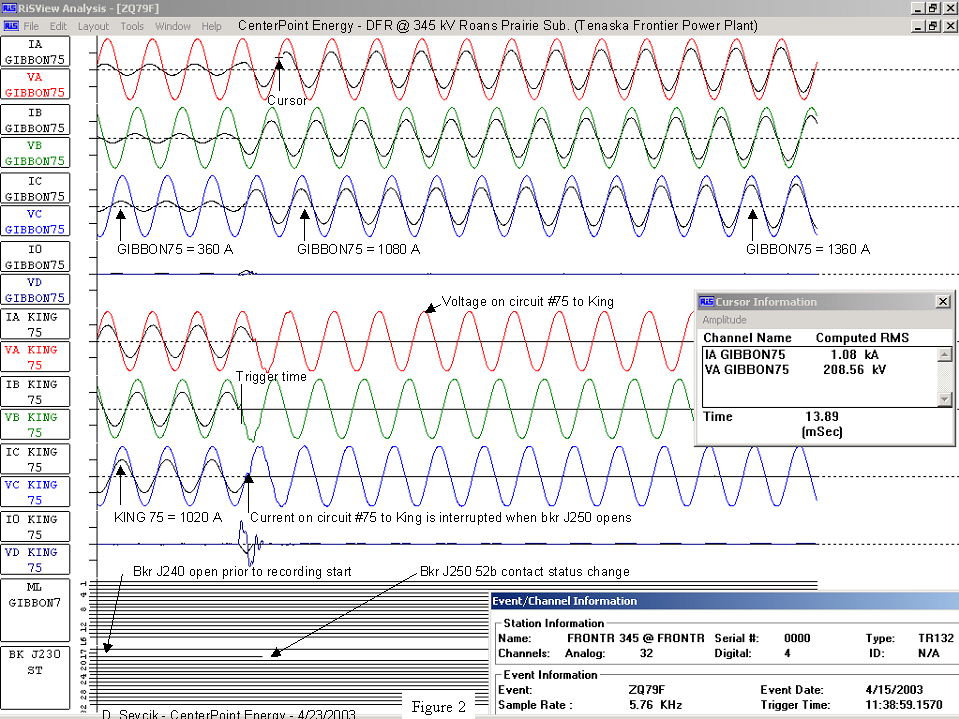 RiSView Analysis - [ZQ79F]
File Edit Layout Tools Window Help
CenterPoint Energy - DFR @ 345 kV Roans Prairie Sub. (Tenaska Frontier Power Plant)
IA
GIBBON75
VA
GIBBON75
Cursor
IB
GIBBON75
VB
GIBBON75
IC
GIBBON75
VC
GIBBON75
GIBBON75 = 360 A
GIBBON75 = 1080 A
GIBBON75 = 1360 A
IO
GIBBON75
VD
GIBBON75
Voltage on circuit #75 to King
IA KING
75
VA KING
75
Trigger time
IB KING
75
VB KING
75
IC KING
75
VC KING
75
KING 75 = 1020 A
Current on circuit #75 to King is interrupted when bkr J250 opens
IO KING
75
VD KING
75
Cursor Information
Amplitude
Channel Name Computed RMS
IA GIBBON75 1.08 kA
VA GIBBON75 208.56 kV
Time 13.89
(mSec)
Bkr J240 open prior to recording start
Bkr J250 52b contact status change
ML
GIBBON7
BK J230
ST
Event/Channel Information
Station Information
Name: FRONTR 345 @ FRONTR Serial #: 0000 Type: TR132
Channels: Analog: 32 Digital: 4 ID: N/A
Event Information
Event: ZQ79F Event Date: 4/15/2003
Sample Rate : 5.76 KHz Trigger Time: 11:38:59.1570
D. Sevcik - CenterPoint Energy - 4/23/2003
Figure 2